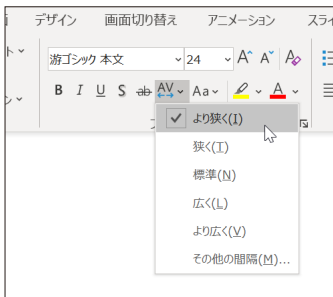 デザイン 画面切り替え アニメーション スライ
游ゴシック 本文 24 A A A
B I U S ab AV Aa A
より狭く(I)
狭く(T)
標準(N)
広く(L)
より広く(V)
その他の間隔(M)...